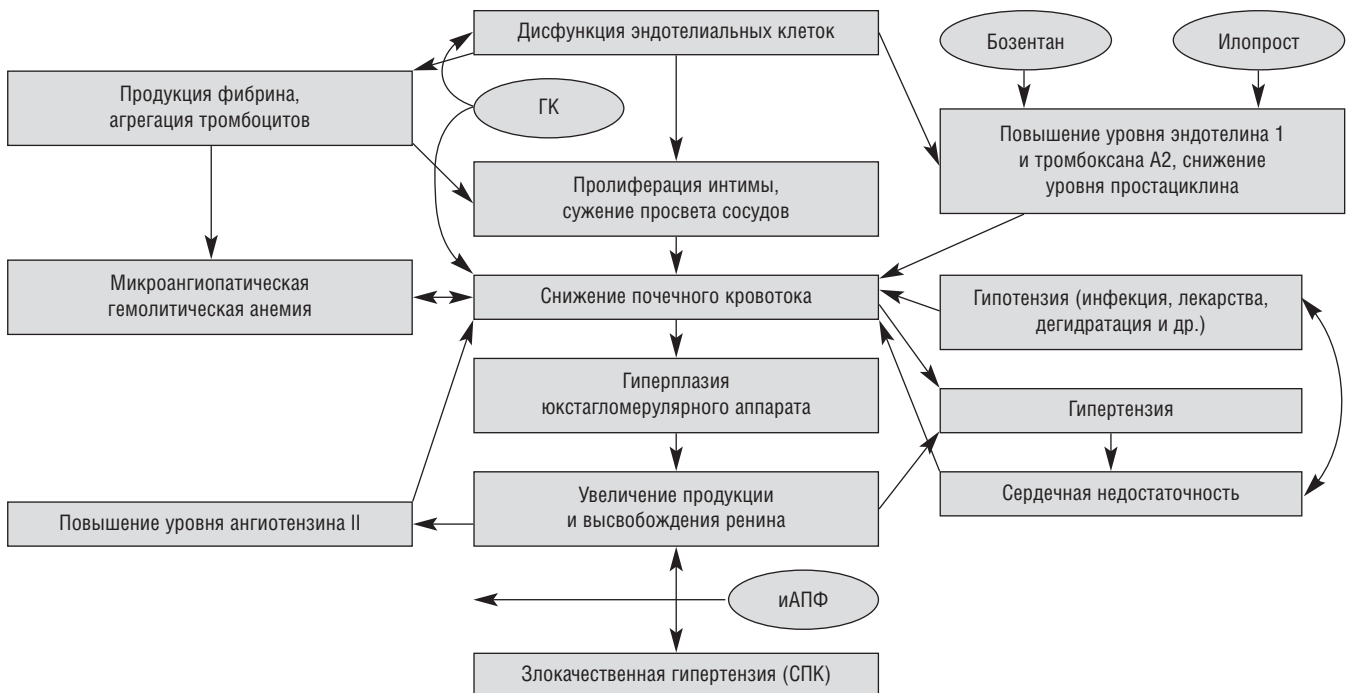 Дисфункция эндотелиальных клеток
Бозентан
Илопрост
Продукция фибрина,
агрегация тромбоцитов
ГК
Повышение уровня эндотелина 1
и тромбоксана А2, снижение
уровня простациклина
Пролиферация интимы,
сужение просвета сосудов
Микроангиопатическая
гемолитическая анемия
Снижение почечного кровотока
Гипотензия (инфекция, лекарства,
дегидратация и др.)
Гиперплазия
юкстагломерулярного аппарата
Гипертензия
Повышение уровня ангиотензина II
Увеличение продукции
и высвобождения ренина
Сердечная недостаточность
иАПФ
Злокачественная гипертензия (СПК)